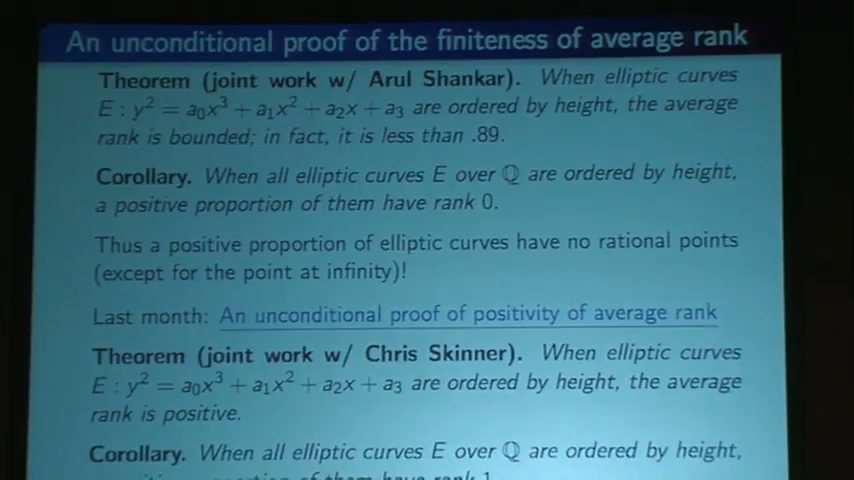 An unconditional proof of the finiteness of average rank
Theorem (joint work w/ Arul Shankar). When elliptic curves
E : y² = a₀x³ + a₁x² + a₂x + a₃ are ordered by height, the average
rank is bounded; in fact, it is less than .89.
Corollary. When all elliptic curves E over ℚ are ordered by height,
a positive proportion of them have rank 0.
Thus a positive proportion of elliptic curves have no rational points
(except for the point at infinity)!
Last month: An unconditional proof of positivity of average rank
Theorem (joint work w/ Chris Skinner). When elliptic curves
E : y² = a₀x³ + a₁x² + a₂x + a₃ are ordered by height, the average
rank is positive.
Corollary. When all elliptic curves E over ℚ are ordered by height,
of them have rank 1